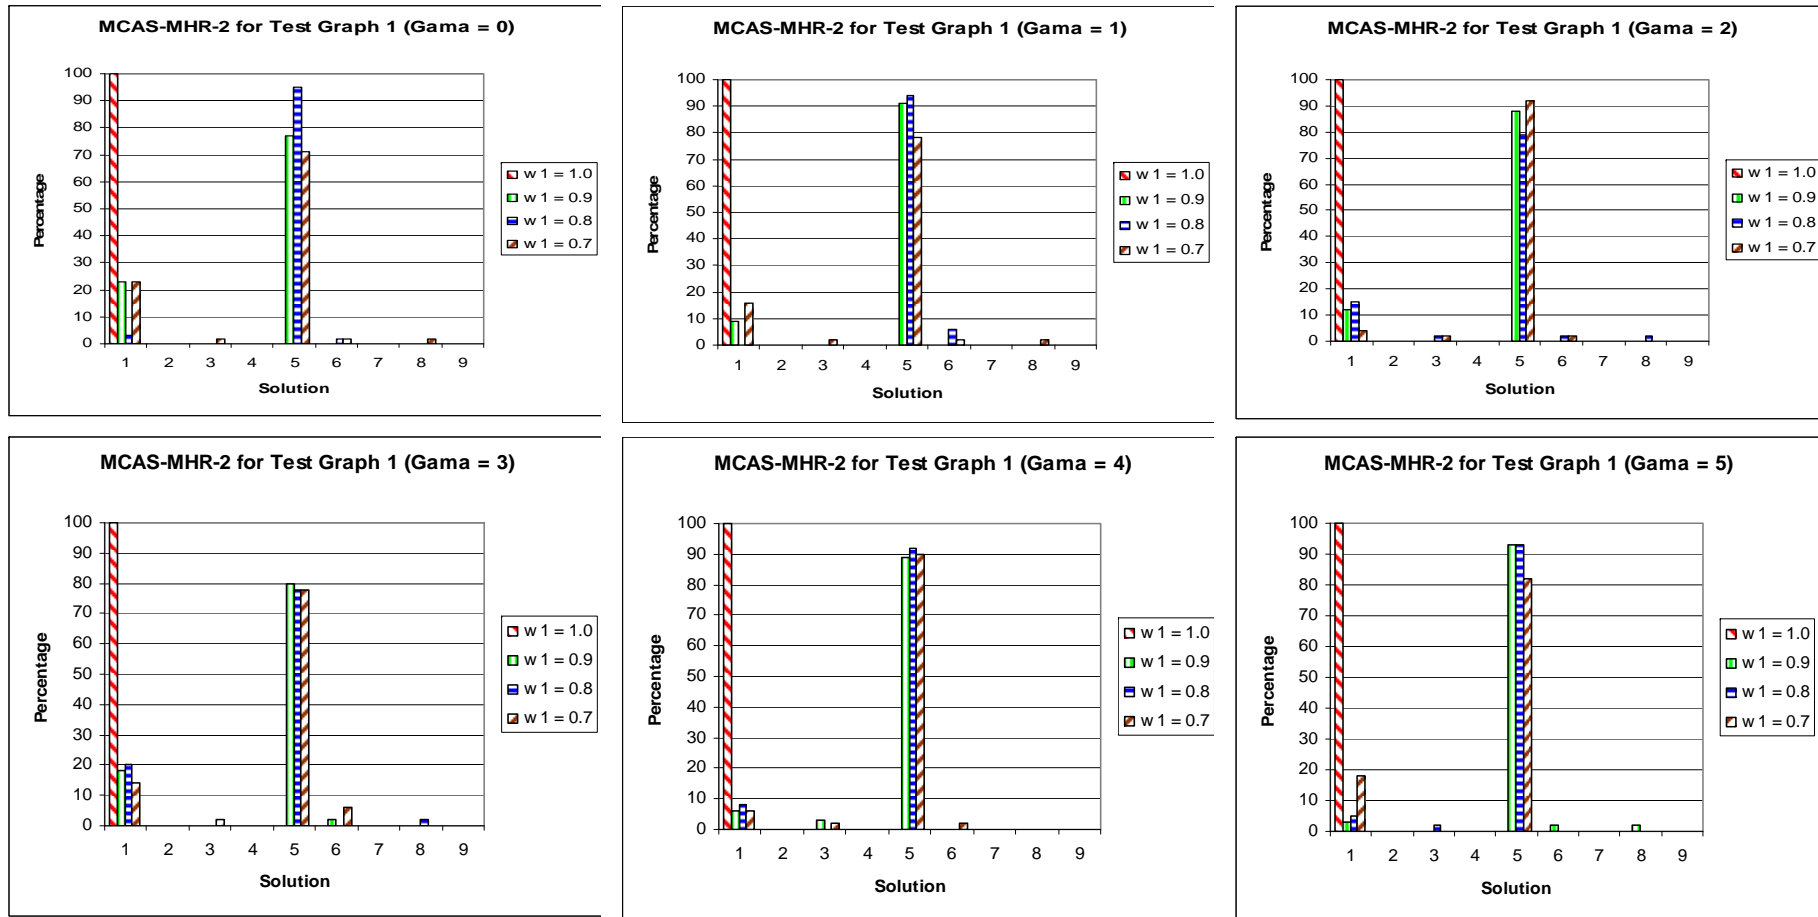 MCAS-MHR-2 for Test Graph 1 (Gama = 0)
100
90
80
70
60
50
40
30
20
10
0
Percentage
1 2 3 4 5 6 7 8 9
Solution
w 1 = 1.0
w 1 = 0.9
w 1 = 0.8
w 1 = 0.7
MCAS-MHR-2 for Test Graph 1 (Gama = 1)
100
90
80
70
60
50
40
30
20
10
0
Percentage
1 2 3 4 5 6 7 8 9
Solution
w 1 = 1.0
w 1 = 0.9
w 1 = 0.8
w 1 = 0.7
MCAS-MHR-2 for Test Graph 1 (Gama = 2)
100
90
80
70
60
50
40
30
20
10
0
Percentage
1 2 3 4 5 6 7 8 9
Solution
w 1 = 1.0
w 1 = 0.9
w 1 = 0.8
w 1 = 0.7
MCAS-MHR-2 for Test Graph 1 (Gama = 3)
100
90
80
70
60
50
40
30
20
10
0
Percentage
1 2 3 4 5 6 7 8 9
Solution
w 1 = 1.0
w 1 = 0.9
w 1 = 0.8
w 1 = 0.7
MCAS-MHR-2 for Test Graph 1 (Gama = 4)
100
90
80
70
60
50
40
30
20
10
0
Percentage
1 2 3 4 5 6 7 8 9
Solution
w 1 = 1.0
w 1 = 0.9
w 1 = 0.8
w 1 = 0.7
MCAS-MHR-2 for Test Graph 1 (Gama = 5)
100
90
80
70
60
50
40
30
20
10
0
Percentage
1 2 3 4 5 6 7 8 9
Solution
w 1 = 1.0
w 1 = 0.9
w 1 = 0.8
w 1 = 0.7